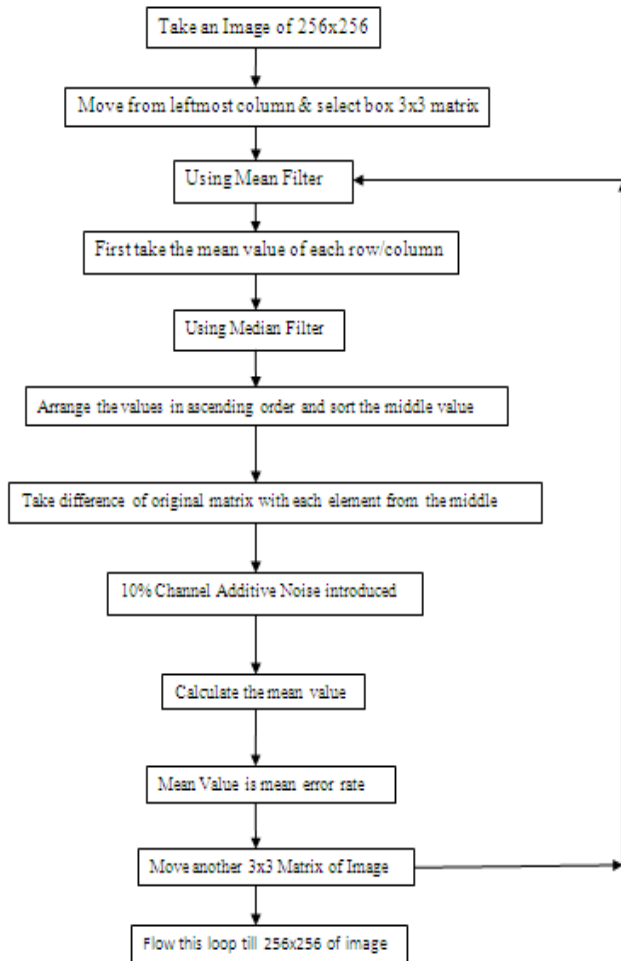 Take an Image of 256x256
Move from leftmost column & select box 3x3 matrix
Using Mean Filter
First take the mean value of each row/column
Using Median Filter
Arrange the values in ascending order and sort the middle value
Take difference of original matrix with each element from the middle
10% Channel Additive Noise introduced
Calculate the mean value
Mean Value is mean error rate
Move another 3x3 Matrix of Image
Flow this loop till 256x256 of image